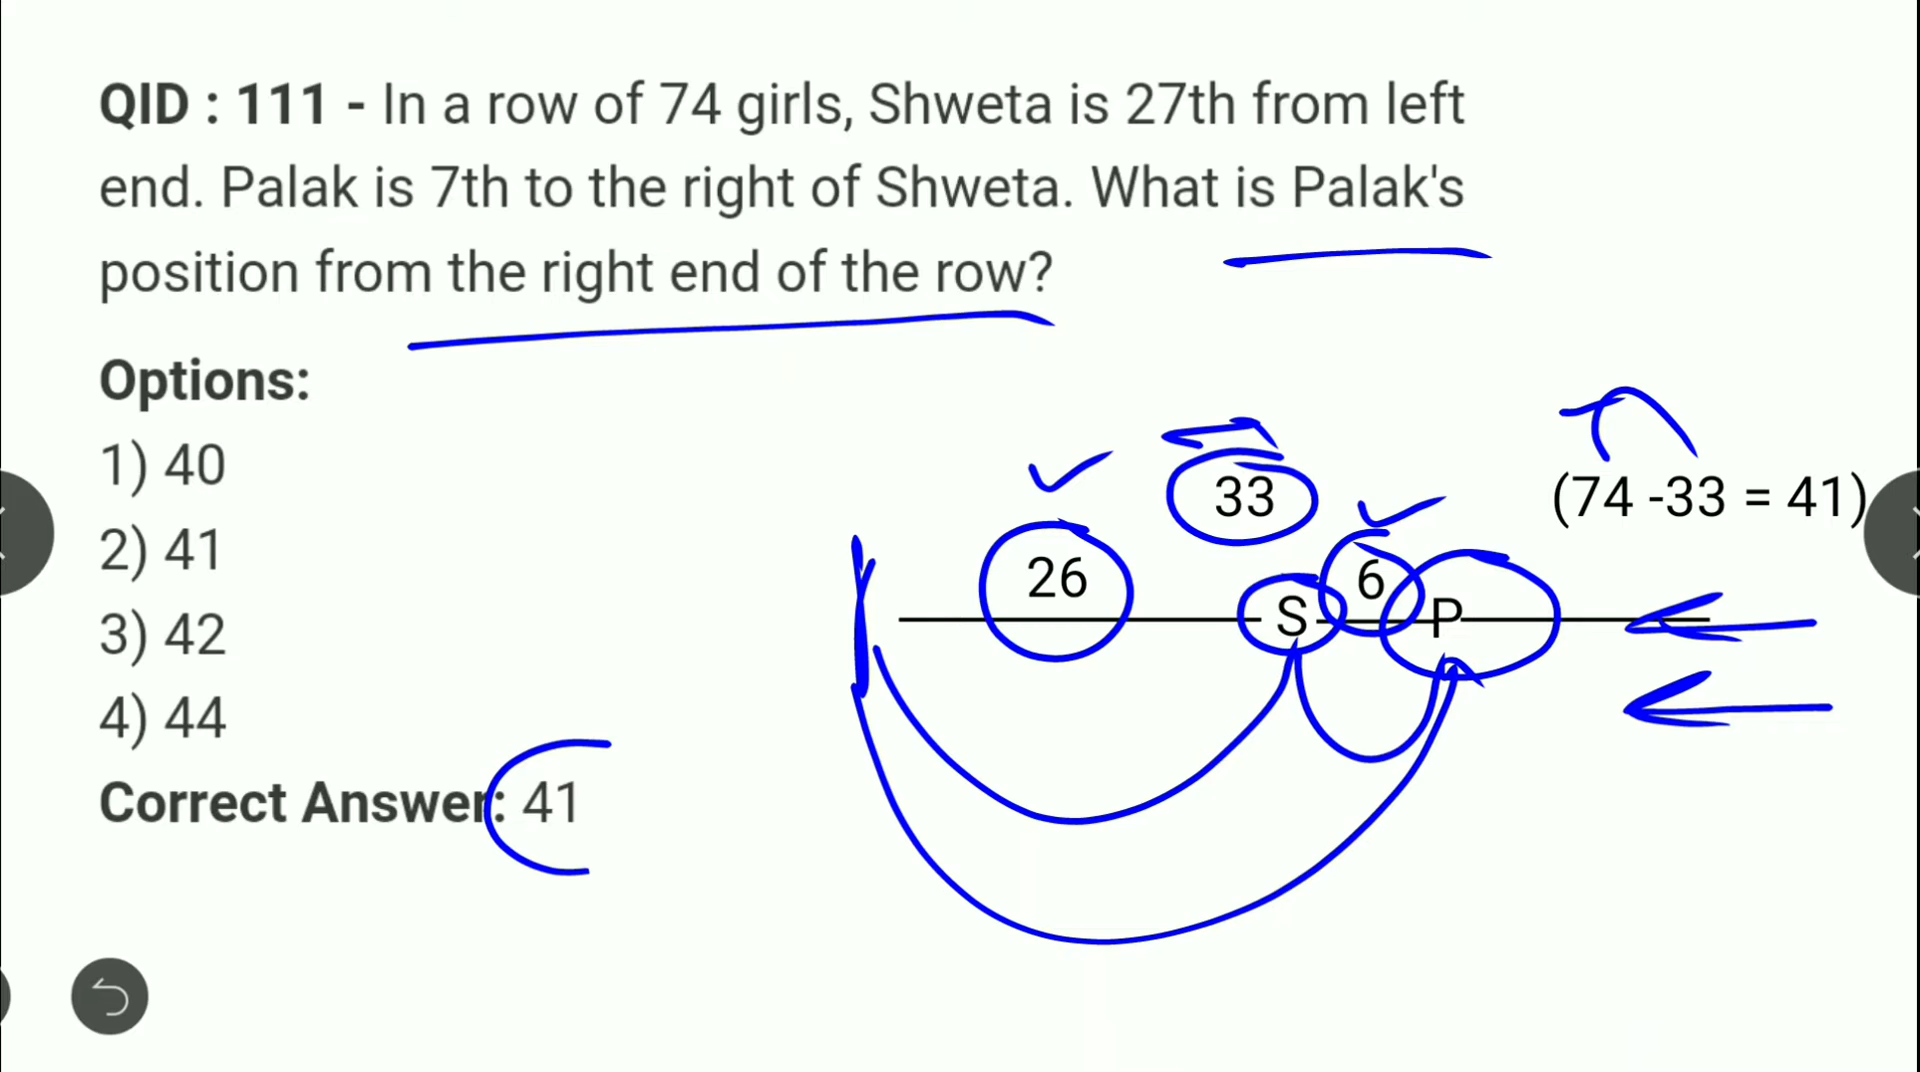 QID : 111 - In a row of 74 girls, Shweta is 27th from left
end. Palak is 7th to the right of Shweta. What is Palak's
position from the right end of the row?
Options:
1) 40
2) 41
3) 42
4) 44
Correct Answer: 41
33
(74 -33 = 41)
26
6
S
P